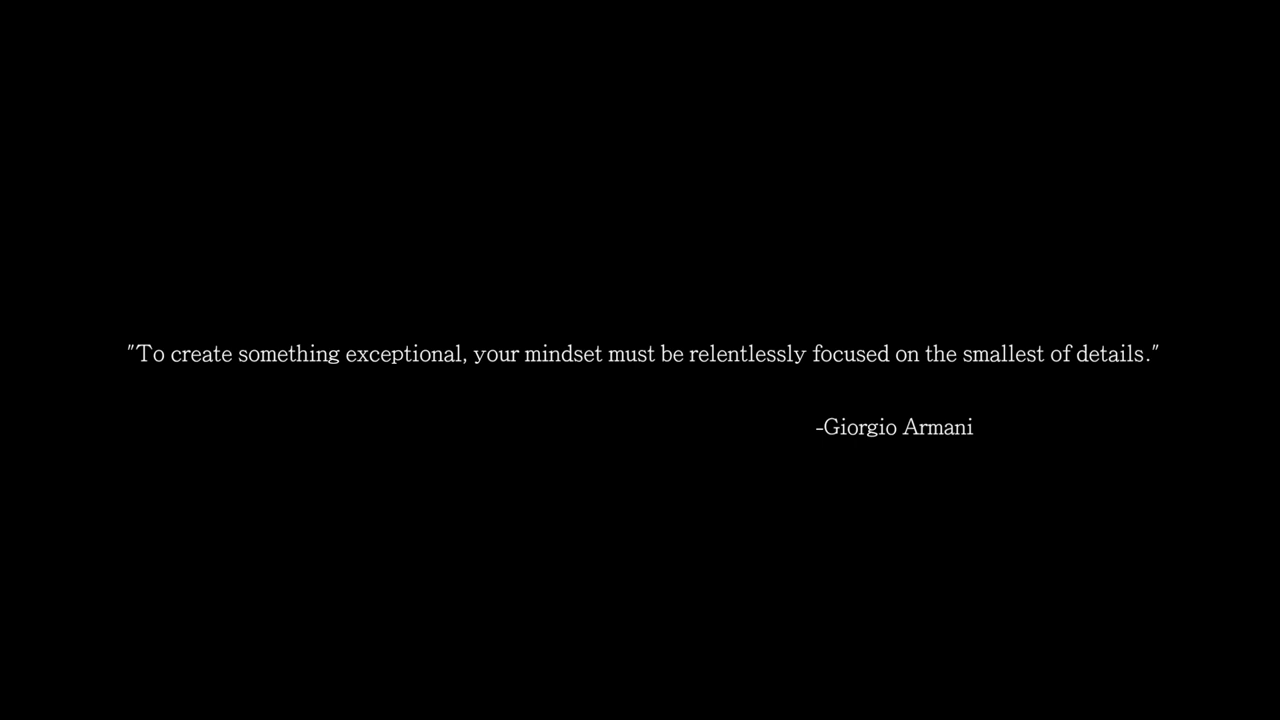 "To create something exceptional, your mindset must be relentlessly focused on the smallest of details."
-Giorgio Armani